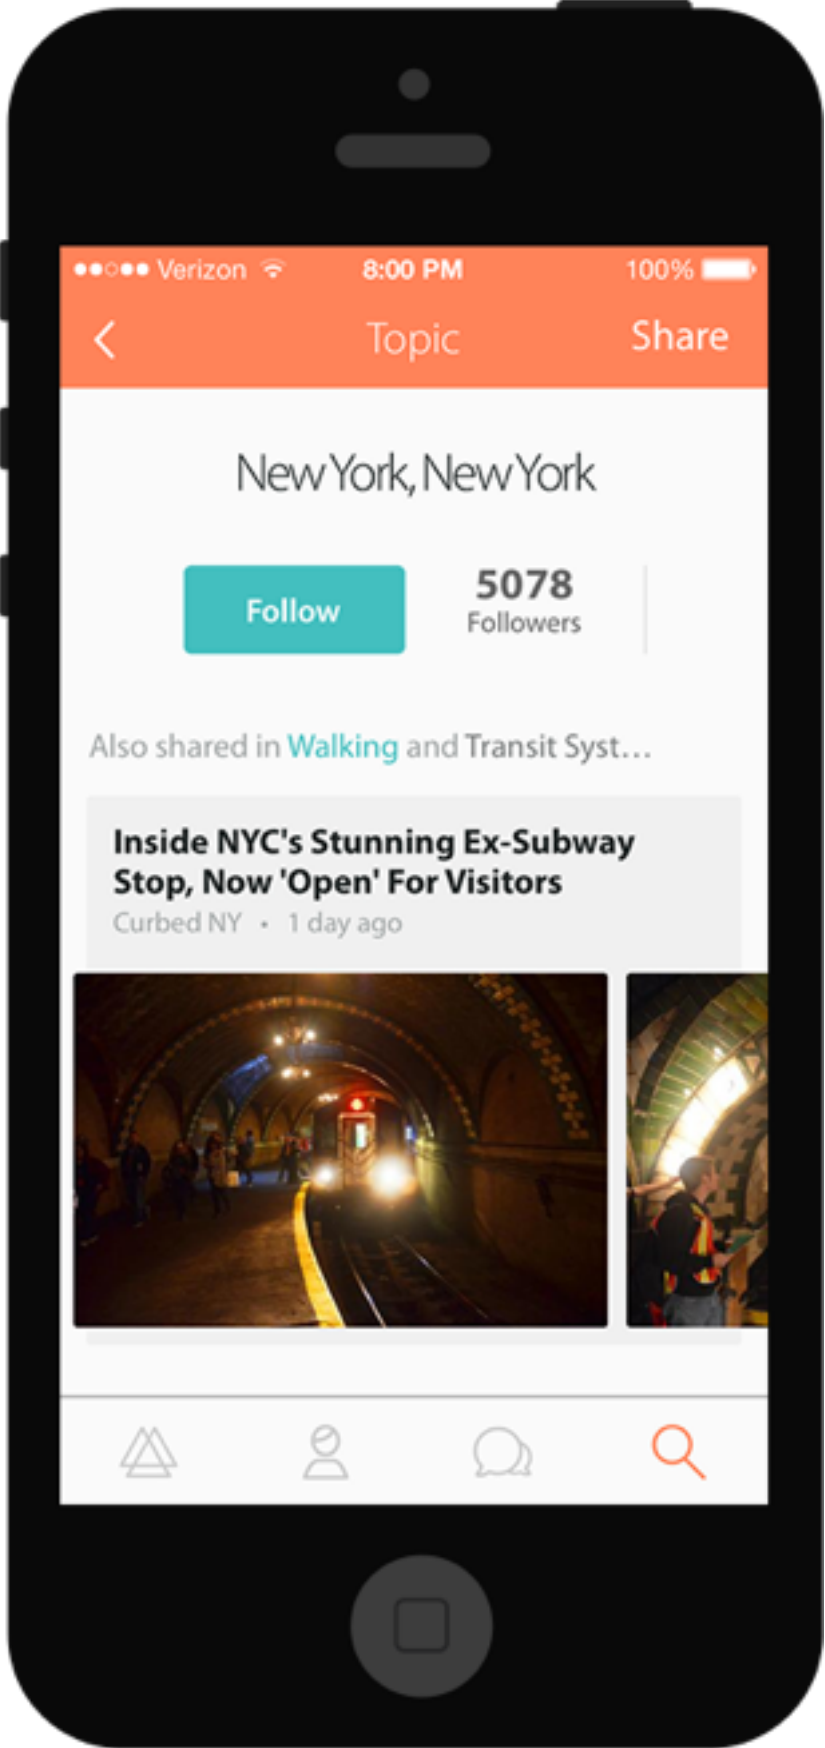 Verizon 8:00 PM 100%
Topic Share
New York, New York
Follow
5078
Followers
Also shared in Walking and Transit Syst...
Inside NYC's Stunning Ex-Subway
Stop, Now 'Open' For Visitors
Curbed NY • 1 day ago